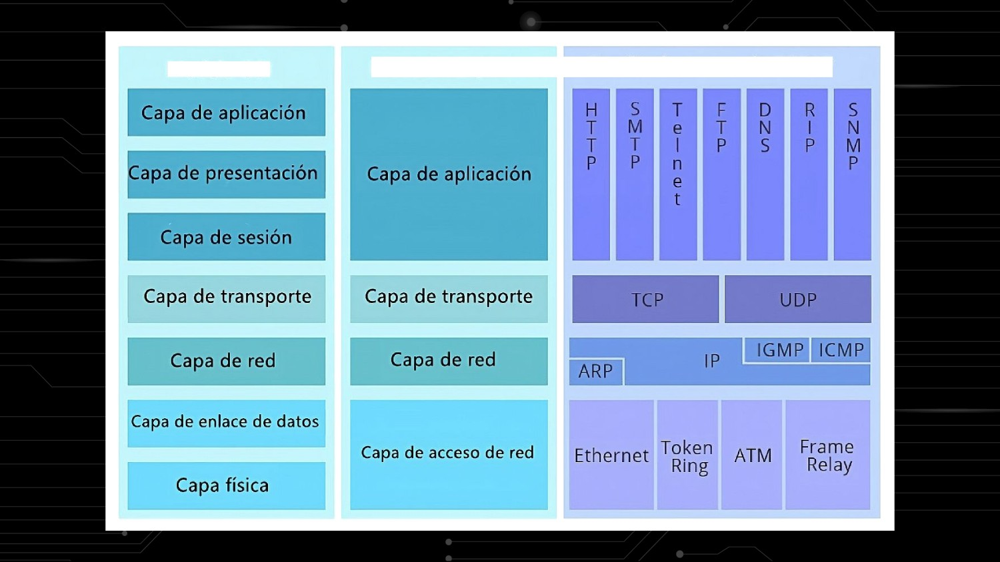 Capa de aplicación
Capa de presentación
Capa de sesión
Capa de transporte
Capa de red
Capa de enlace de datos
Capa física
Capa de aplicación
Capa de transporte
Capa de red
Capa de acceso de red
HTTP
SMTP
Telnet
FTP
DNS
RIP
SNMP
TCP
UDP
ARP
IP
IGMP
ICMP
Ethernet
Token
Ring
ATM
Frame
Relay